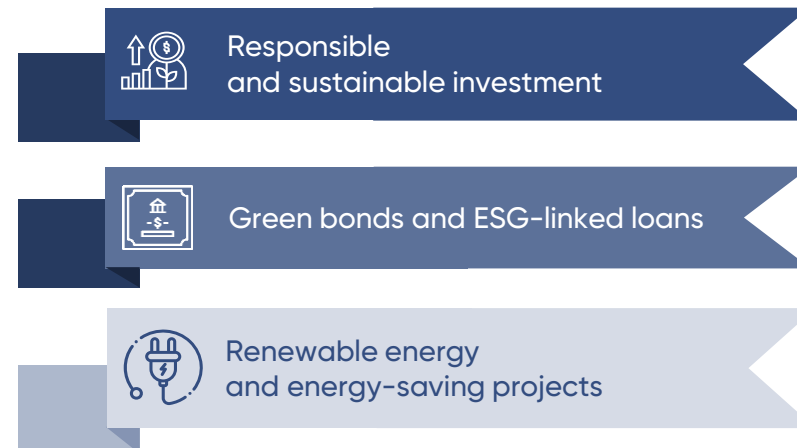 Responsible
and sustainable investment
Green bonds and ESG-linked loans
-$-
Renewable energy
and energy-saving projects